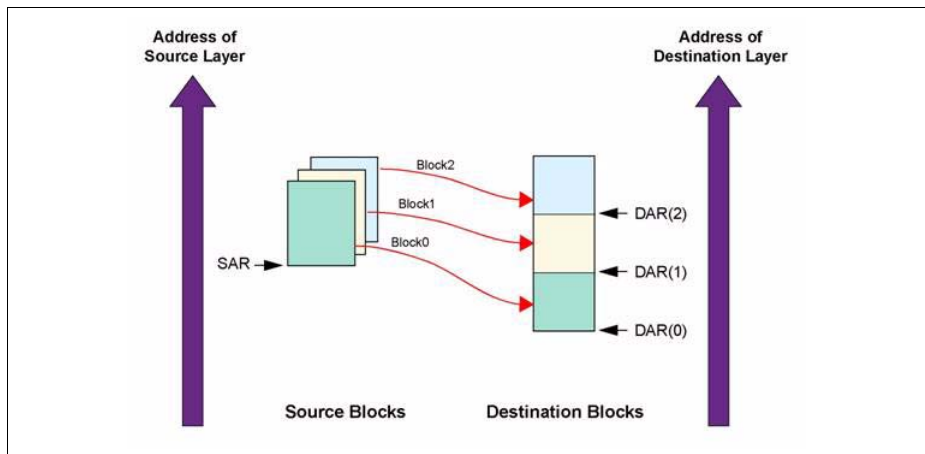 Address of
Source Layer
Address of
Destination Layer
Block2
Block1
Block0
SAR
DAR(2)
DAR(1)
DAR(0)
Source Blocks
Destination Blocks